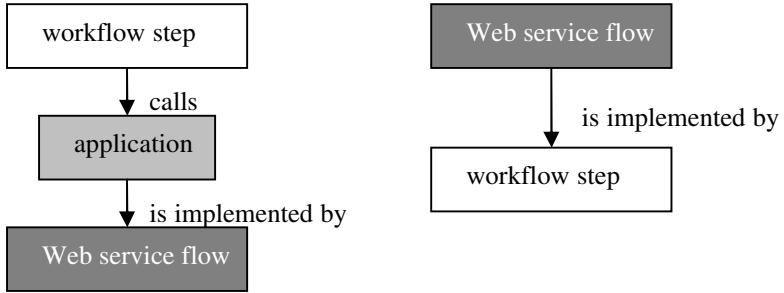 workflow step
calls
application
is implemented by
Web service flow
Web service flow
is implemented by
workflow step